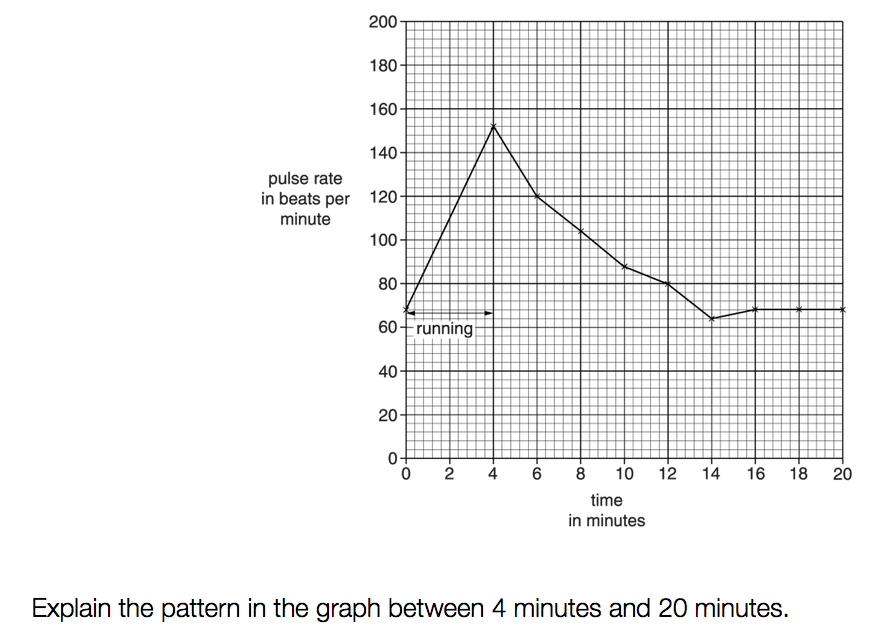 200
180
160
140
pulse rate
in beats per
minute
120
100
80
60
running
40
20
0
0 2 4 6 8 10 12 14 16 18 20
time
in minutes
Explain the pattern in the graph between 4 minutes and 20 minutes.